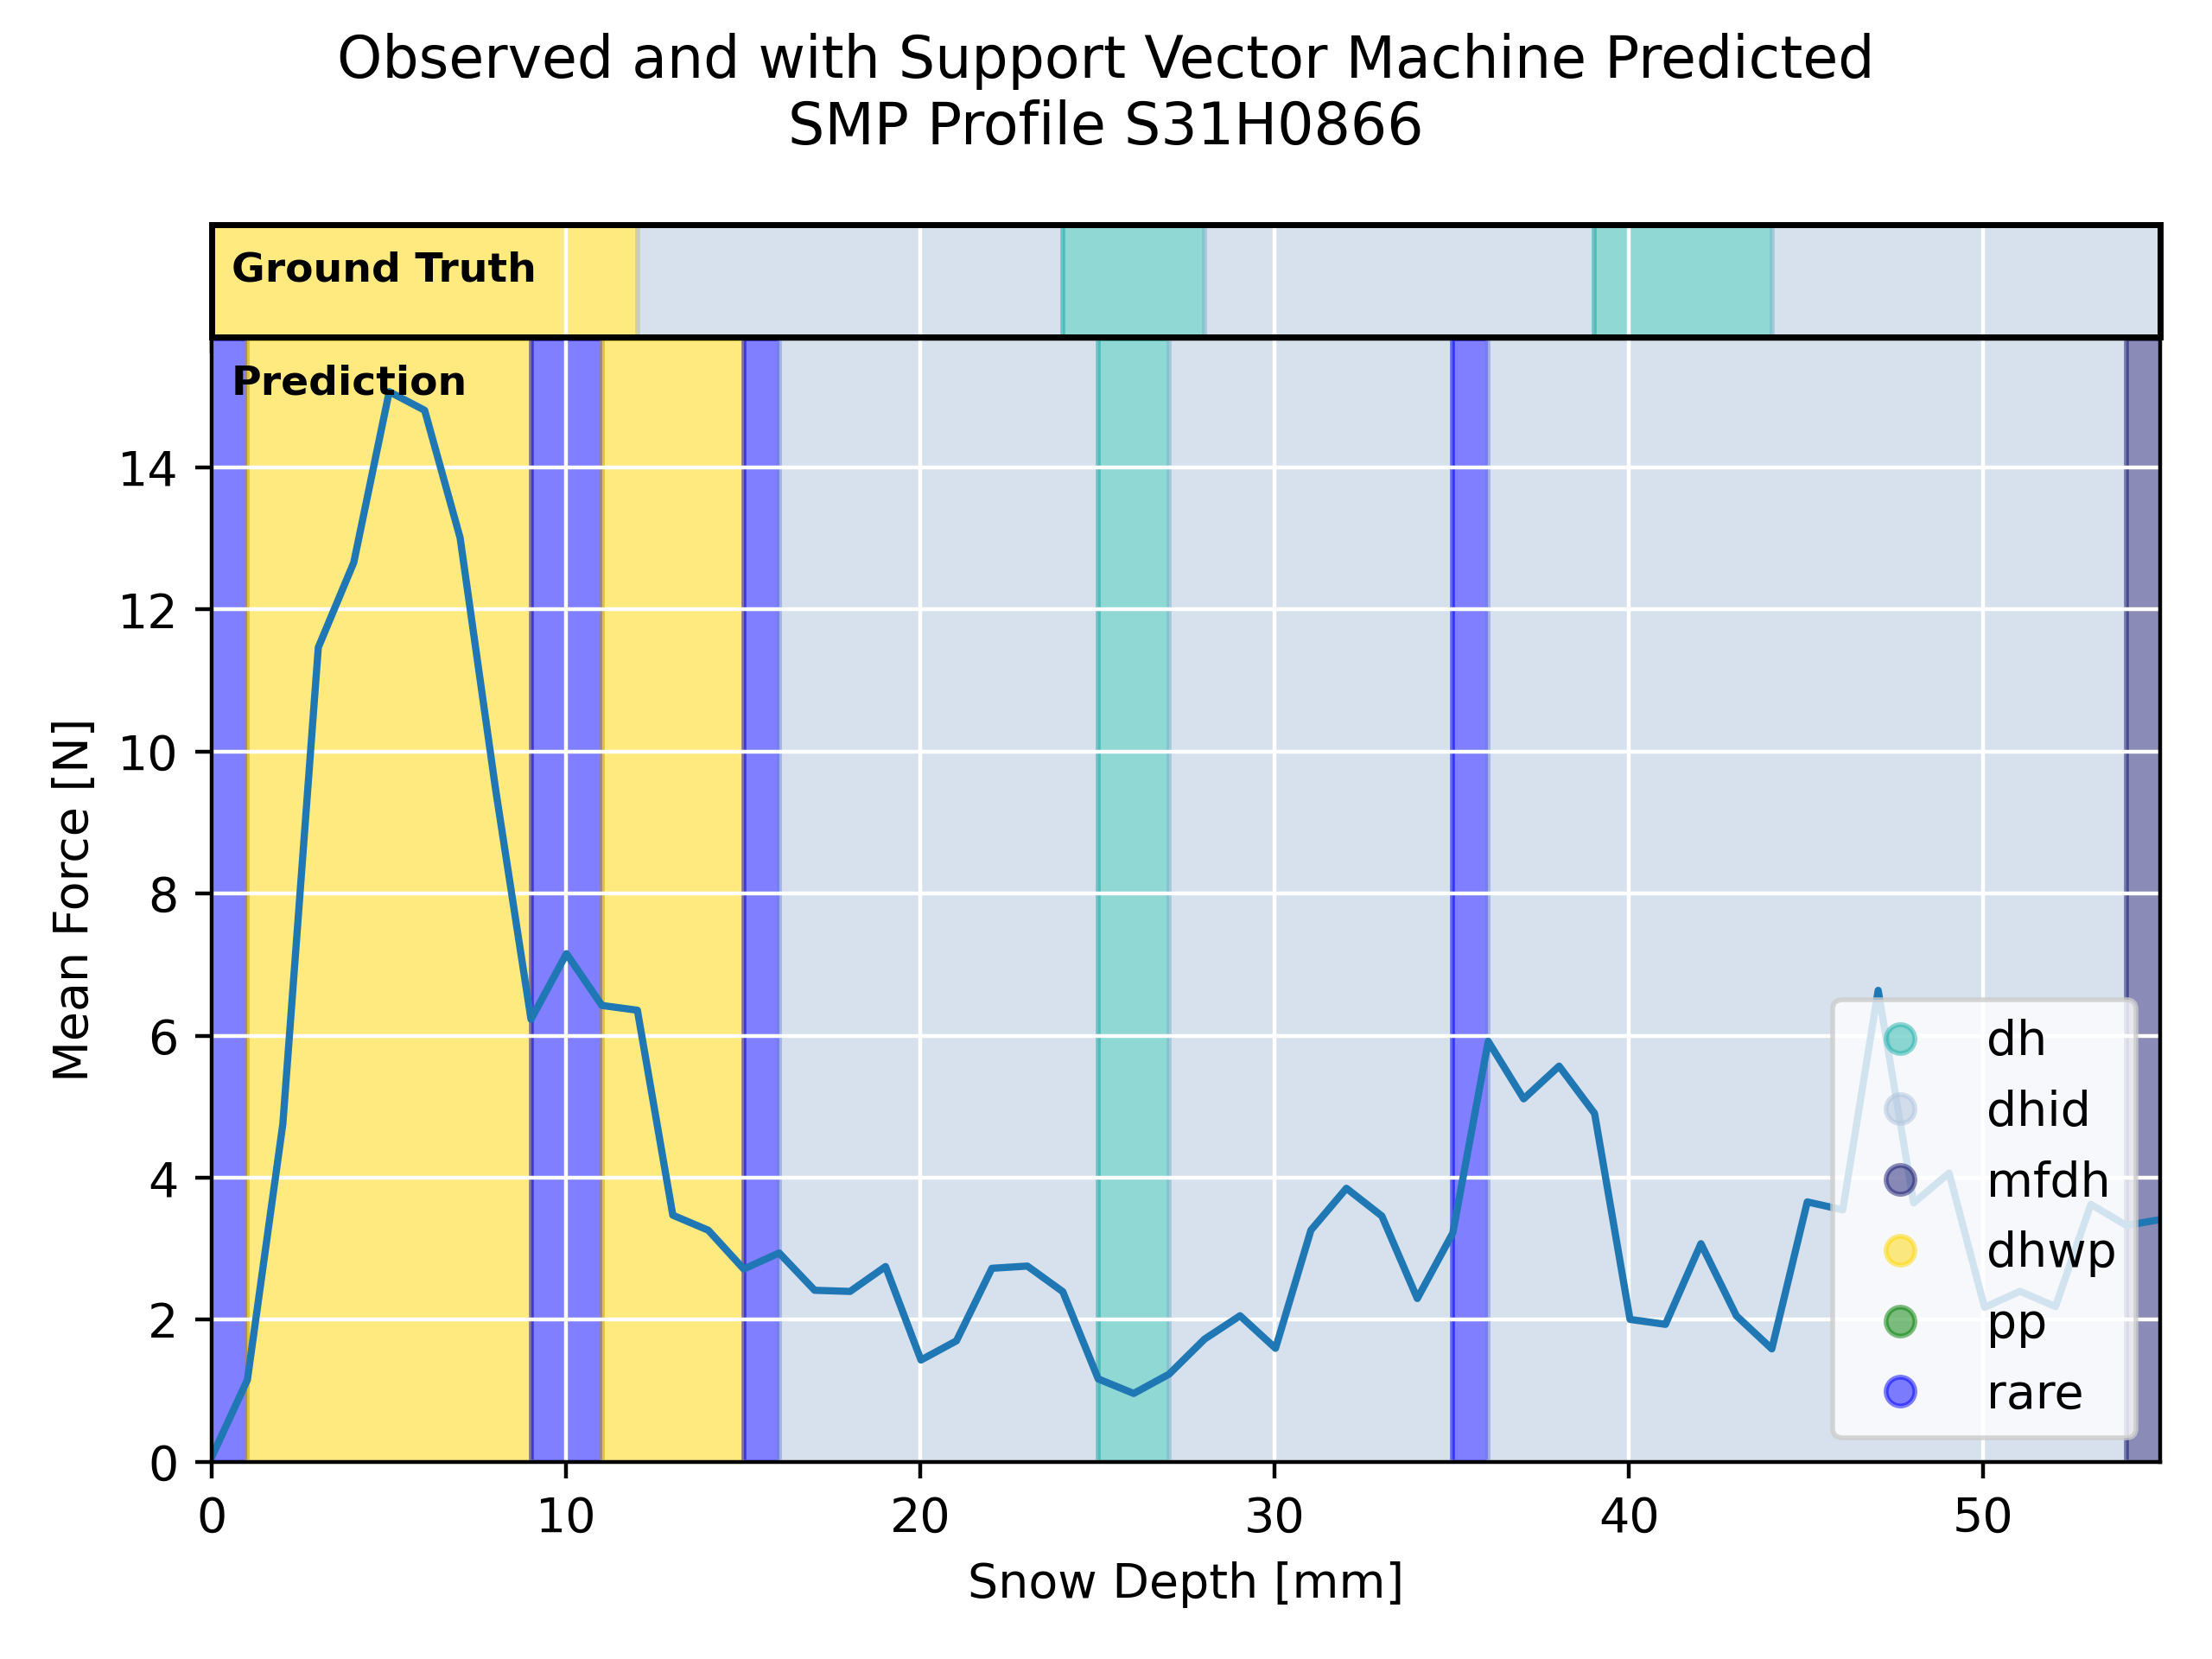 Observed and with Support Vector Machine Predicted
SMP Profile S31H0866
Ground Truth
Prediction
14
12
10
8
6
4
2
0
Mean Force [N]
dh
dhid
mfdh
dhwp
pp
rare
0 10 20 30 40 50
Snow Depth [mm]